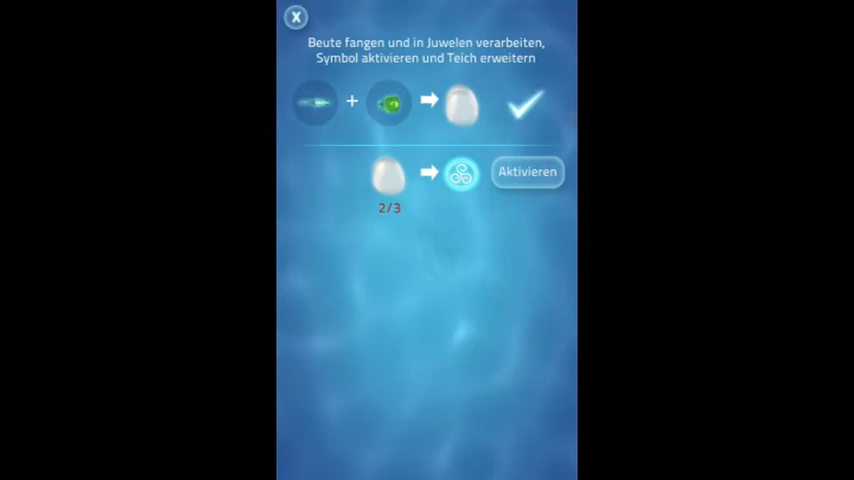 X
Beute fangen und in Juwelen verarbeiten,
Symbol aktivieren und Teich erweitern
+
Aktivieren
2/3